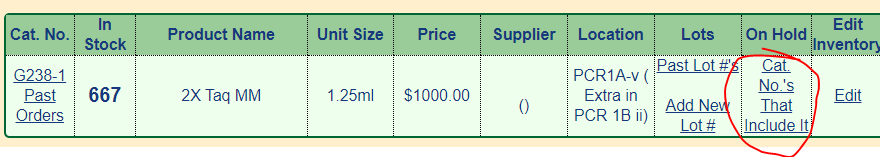 Cat. No.
In
Stock
Product Name
Unit Size
Price
Supplier
Location
Lots
On Hold
Edit
Inventory
G238-1
Past
Orders
667
2X Taq MM
1.25ml
$1000.00
()
PCR1A-v (
Extra in
PCR 1B ii)
Past Lot #'s
Add New
Lot #
Cat.
No.'s
That
Include It
Edit